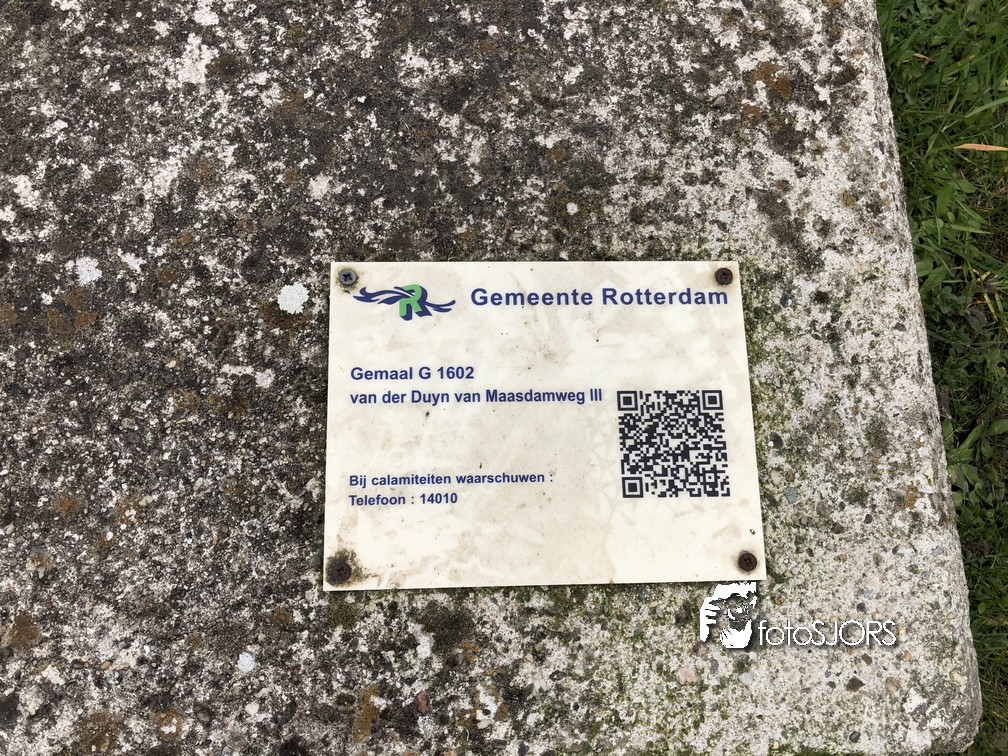 Gemeente Rotterdam
Gemaal G 1602
van der Duyn van Maasdamweg III
Bij calamiteiten waarschuwen :
Telefoon : 14010
fotoSJORS